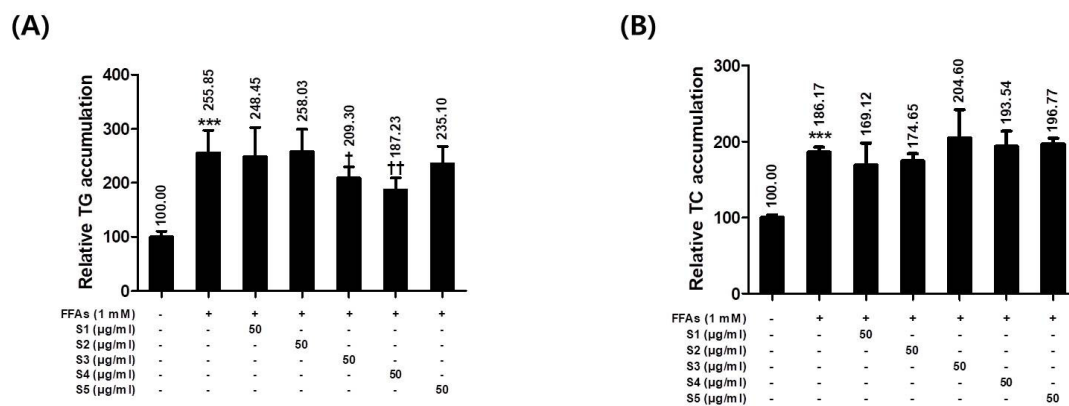 (A)
Relative TG accumulation
400
300
200
100
0
100.00
255.85
***
248.45
258.03
209.30
†
187.23
††
235.10
FFAs (1 mM) - + + + + + +
S1 (µg/ml) - - 50 - - - -
S2 (µg/ml) - - - 50 - - -
S3 (µg/ml) - - - - 50 - -
S4 (µg/ml) - - - - - 50 -
S5 (µg/ml) - - - - - - 50
(B)
Relative TC accumulation
300
200
100
0
100.00
186.17
***
169.12
174.65
204.60
193.54
196.77
FFAs (1 mM) - + + + + + +
S1 (µg/ml) - - 50 - - - -
S2 (µg/ml) - - - 50 - - -
S3 (µg/ml) - - - - 50 - -
S4 (µg/ml) - - - - - 50 -
S5 (µg/ml) - - - - - - 50